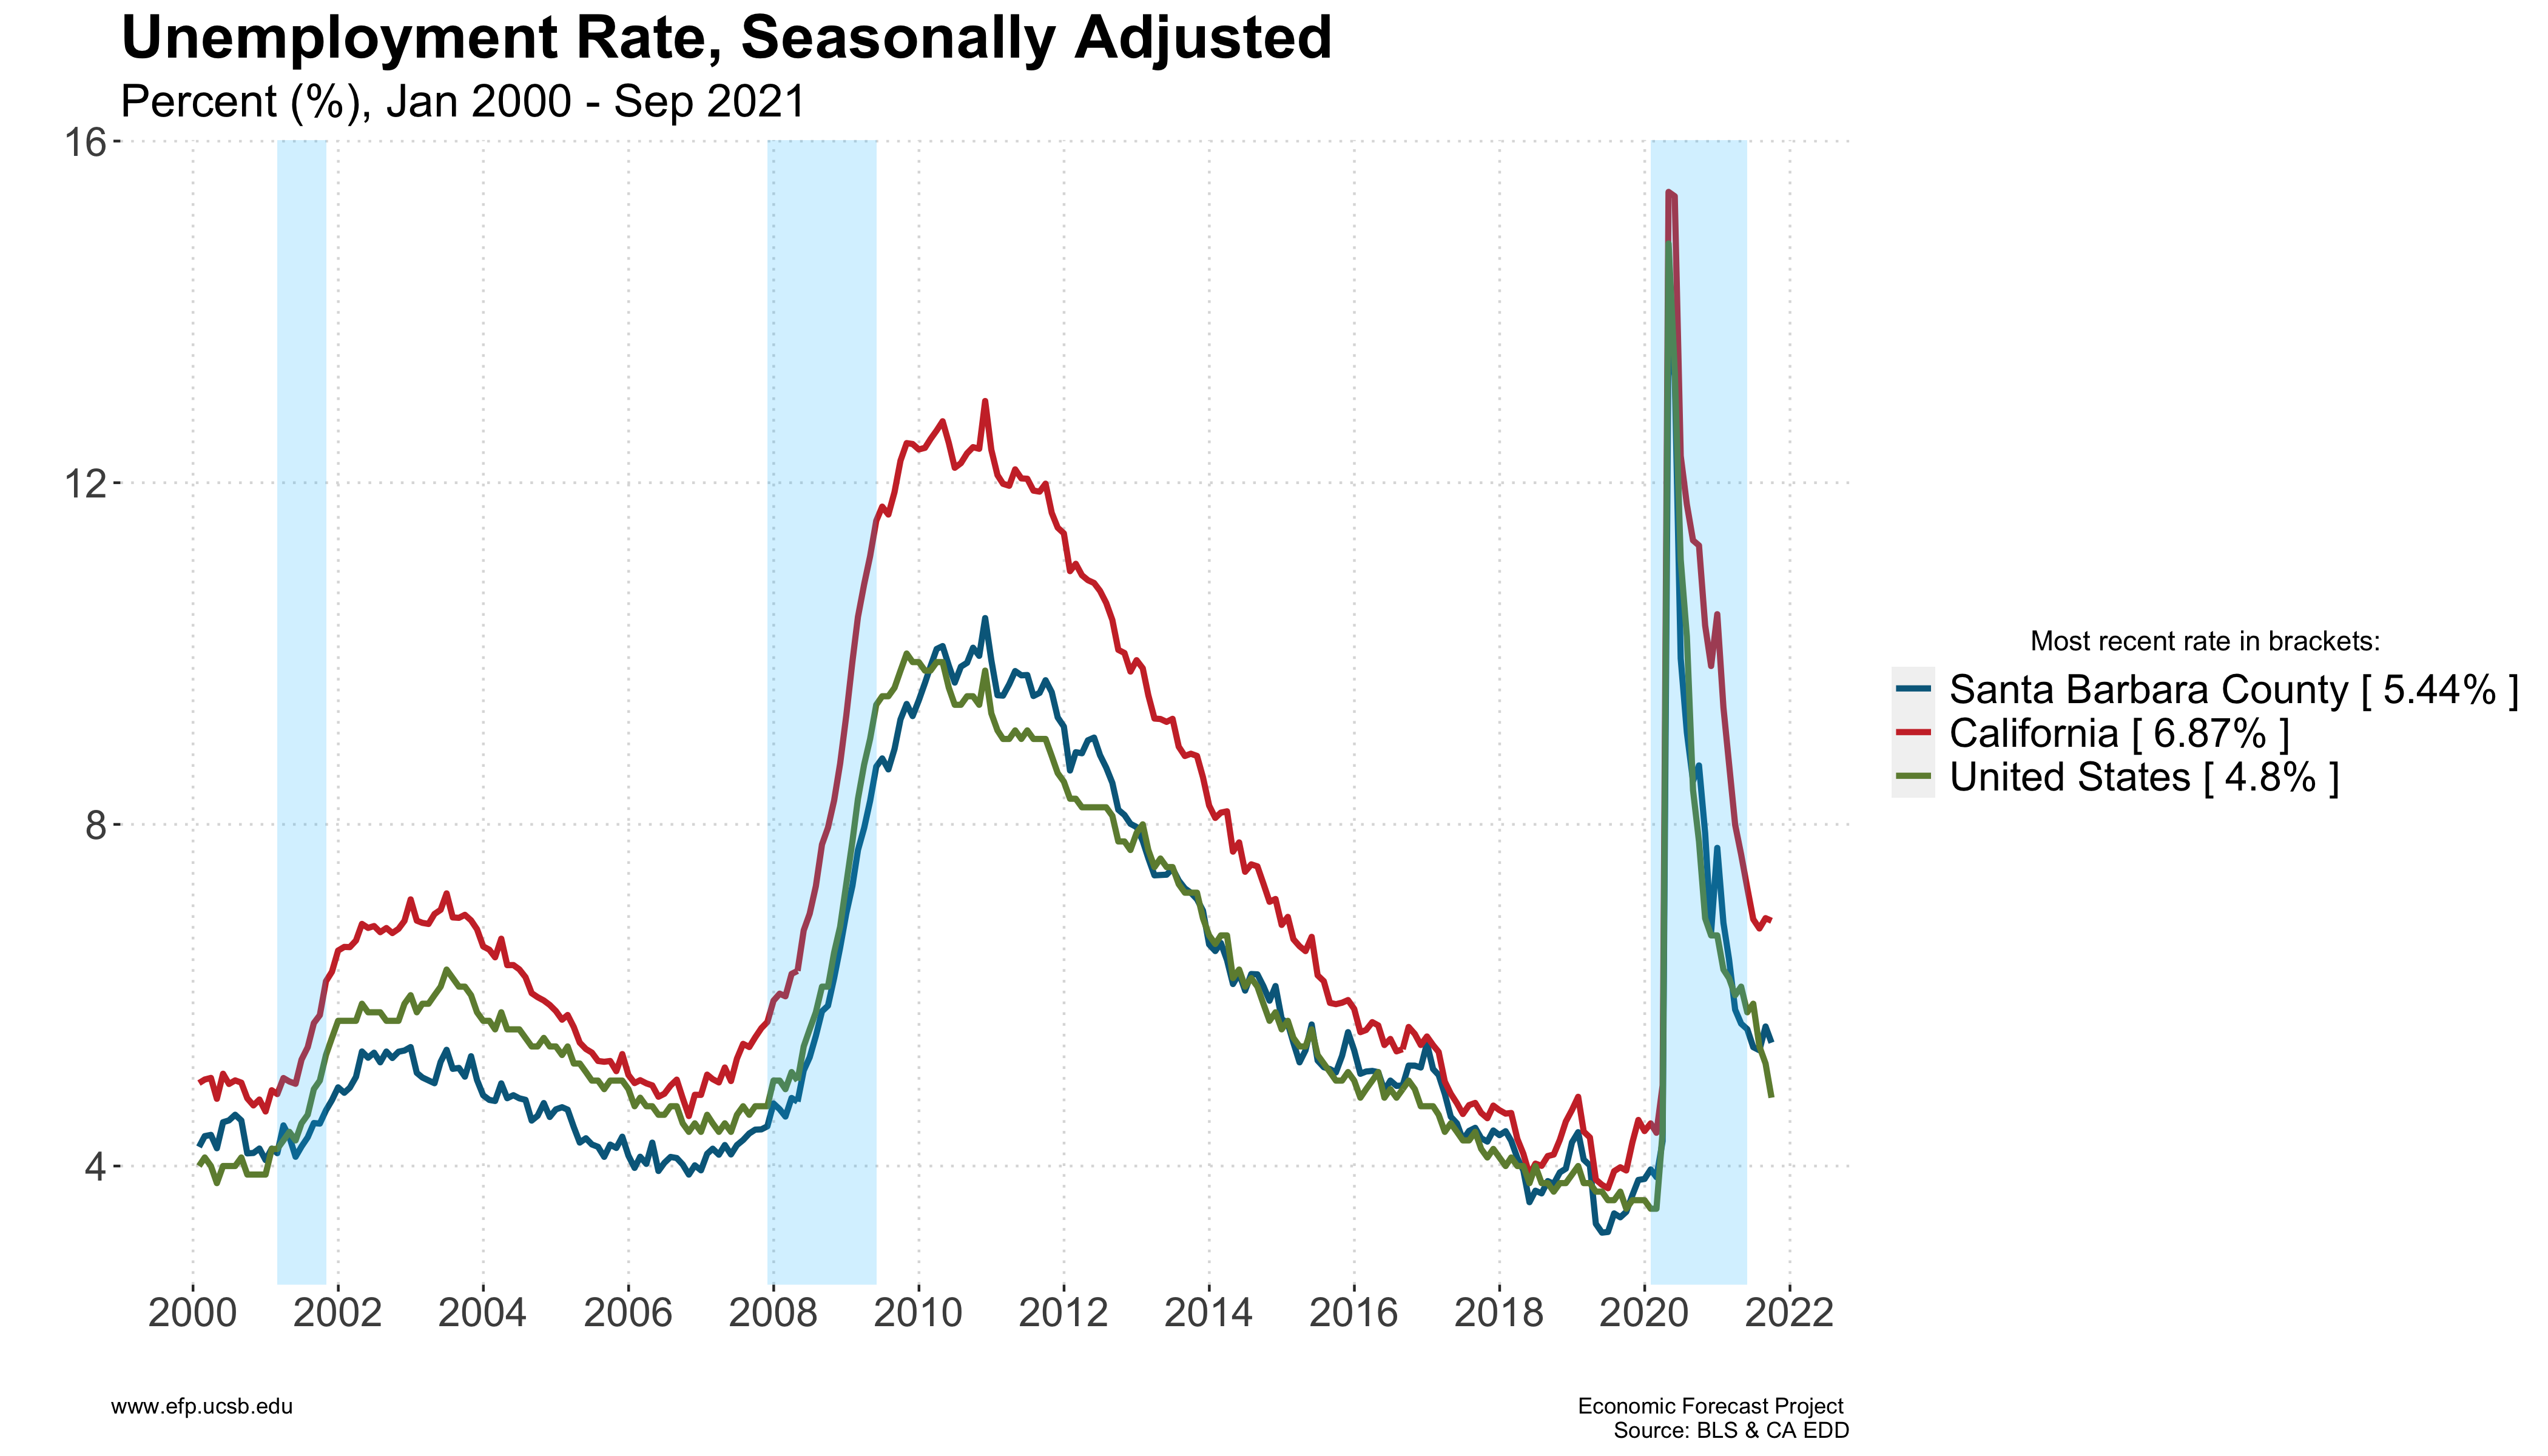 Unemployment Rate, Seasonally Adjusted
Percent (%), Jan 2000 - Sep 2021
16
12
8
4
2000 2002 2004 2006 2008 2010 2012 2014 2016 2018 2020 2022
Most recent rate in brackets:
Santa Barbara County [ 5.44% ]
California [ 6.87% ]
United States [ 4.8% ]
www.efp.ucsb.edu
Economic Forecast Project
Source: BLS & CA EDD